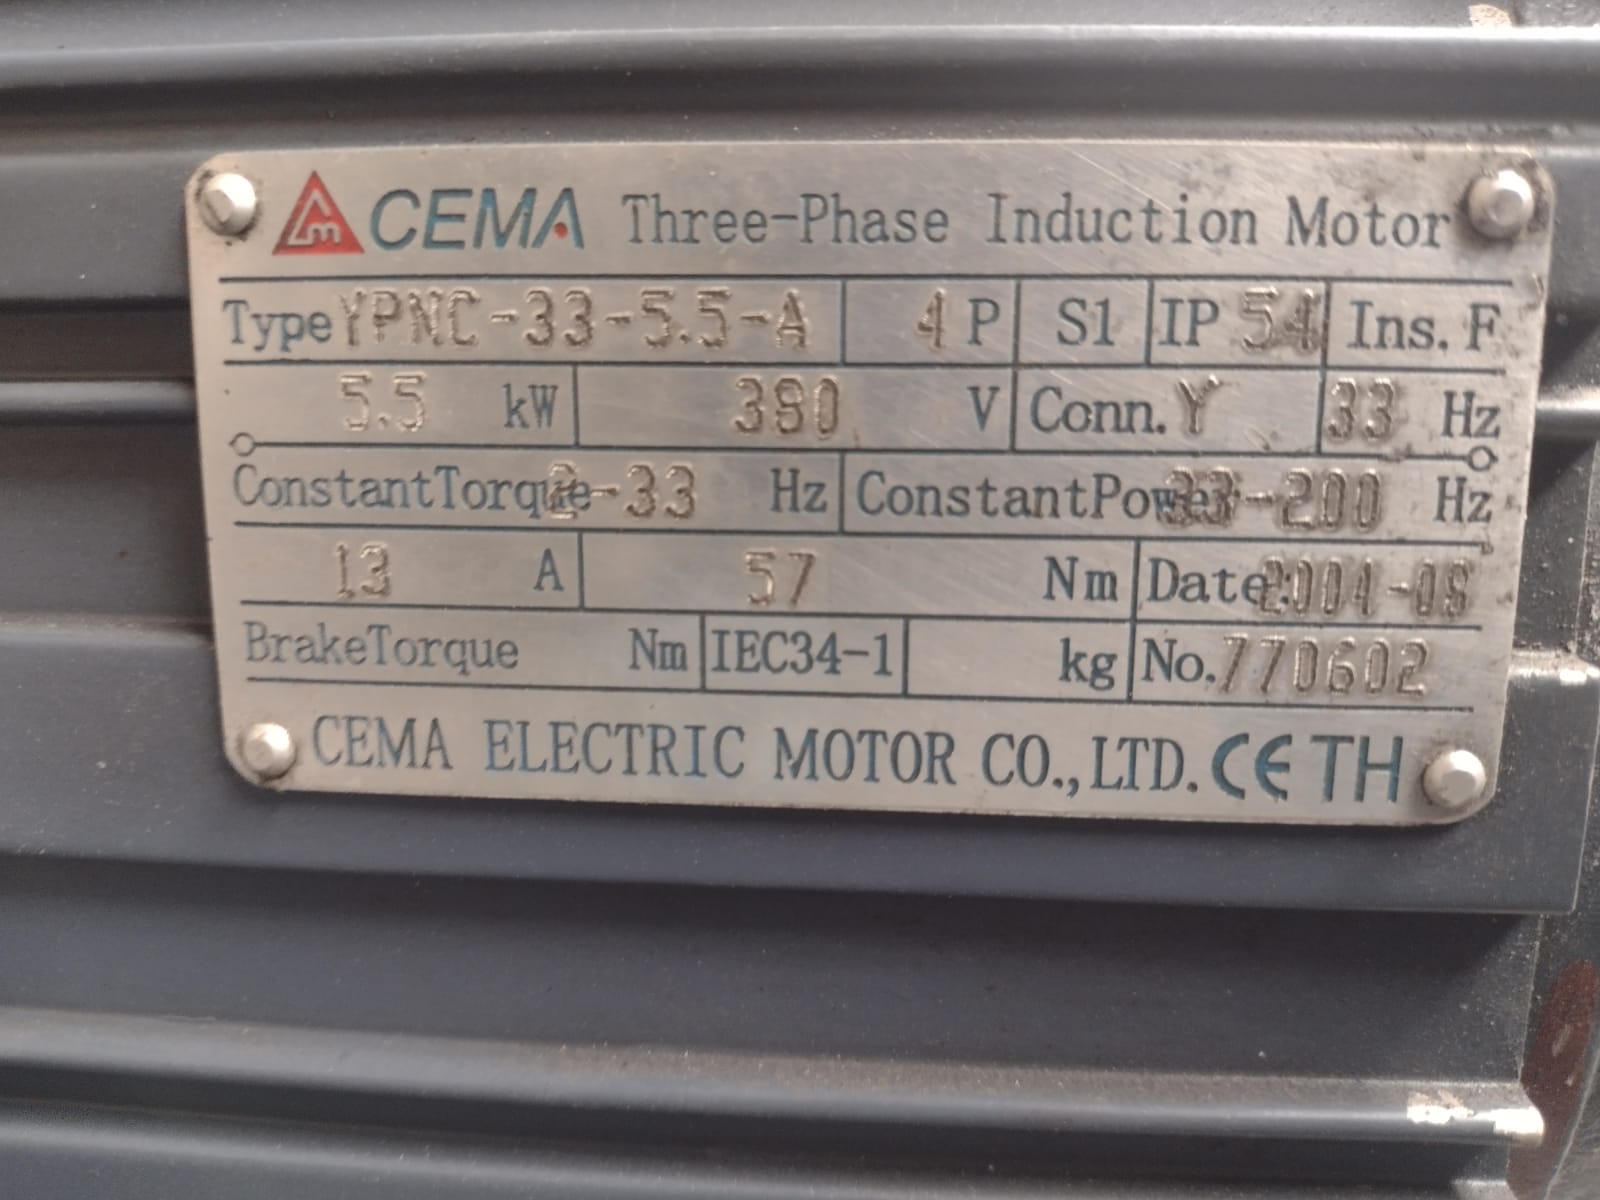 CEMA Three-Phase Induction Motor
Type YPNC-33-5.5-A 4 P S1 IP 54 Ins. F
5.5 kW 380 V Conn. Y 33 Hz
ConstantTorque 2-33 Hz ConstantPower 33-200 Hz
13 A 57 Nm Date: 2004-08
BrakeTorque Nm IEC34-1 kg No. 770602
CEMA ELECTRIC MOTOR CO., LTD. CE TH